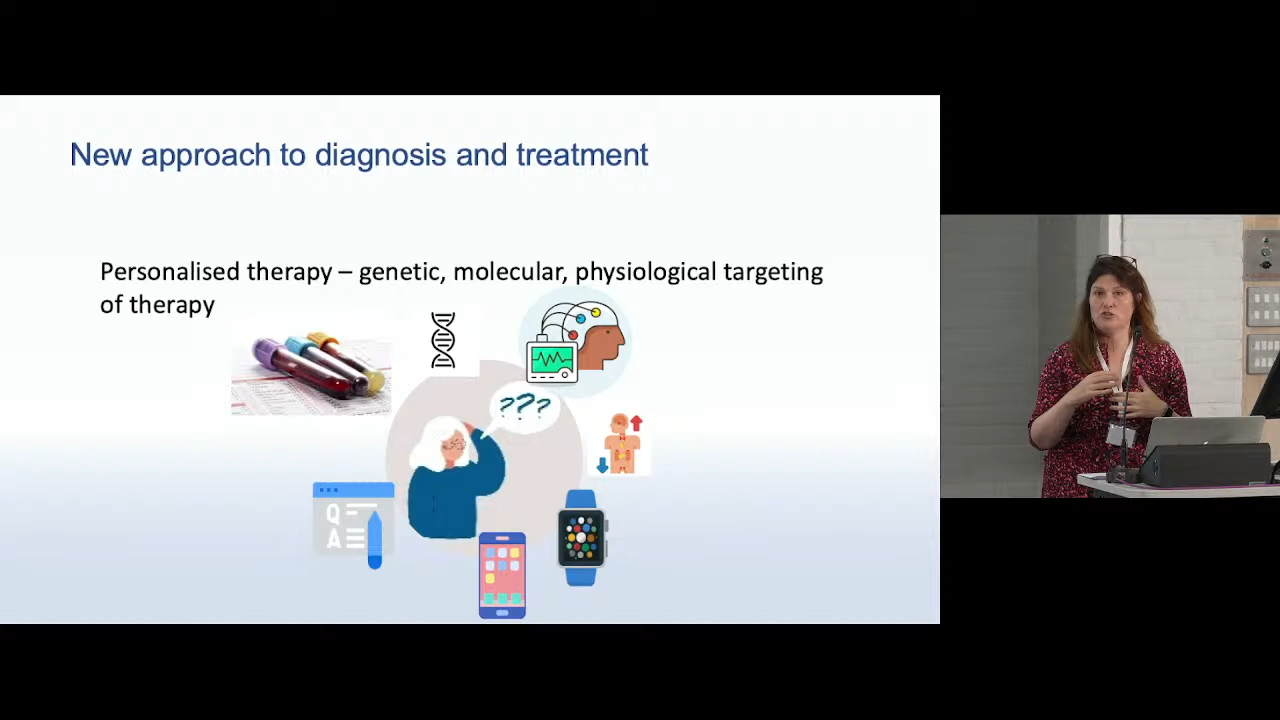 New approach to diagnosis and treatment
Personalised therapy – genetic, molecular, physiological targeting
of therapy
???
Q
A